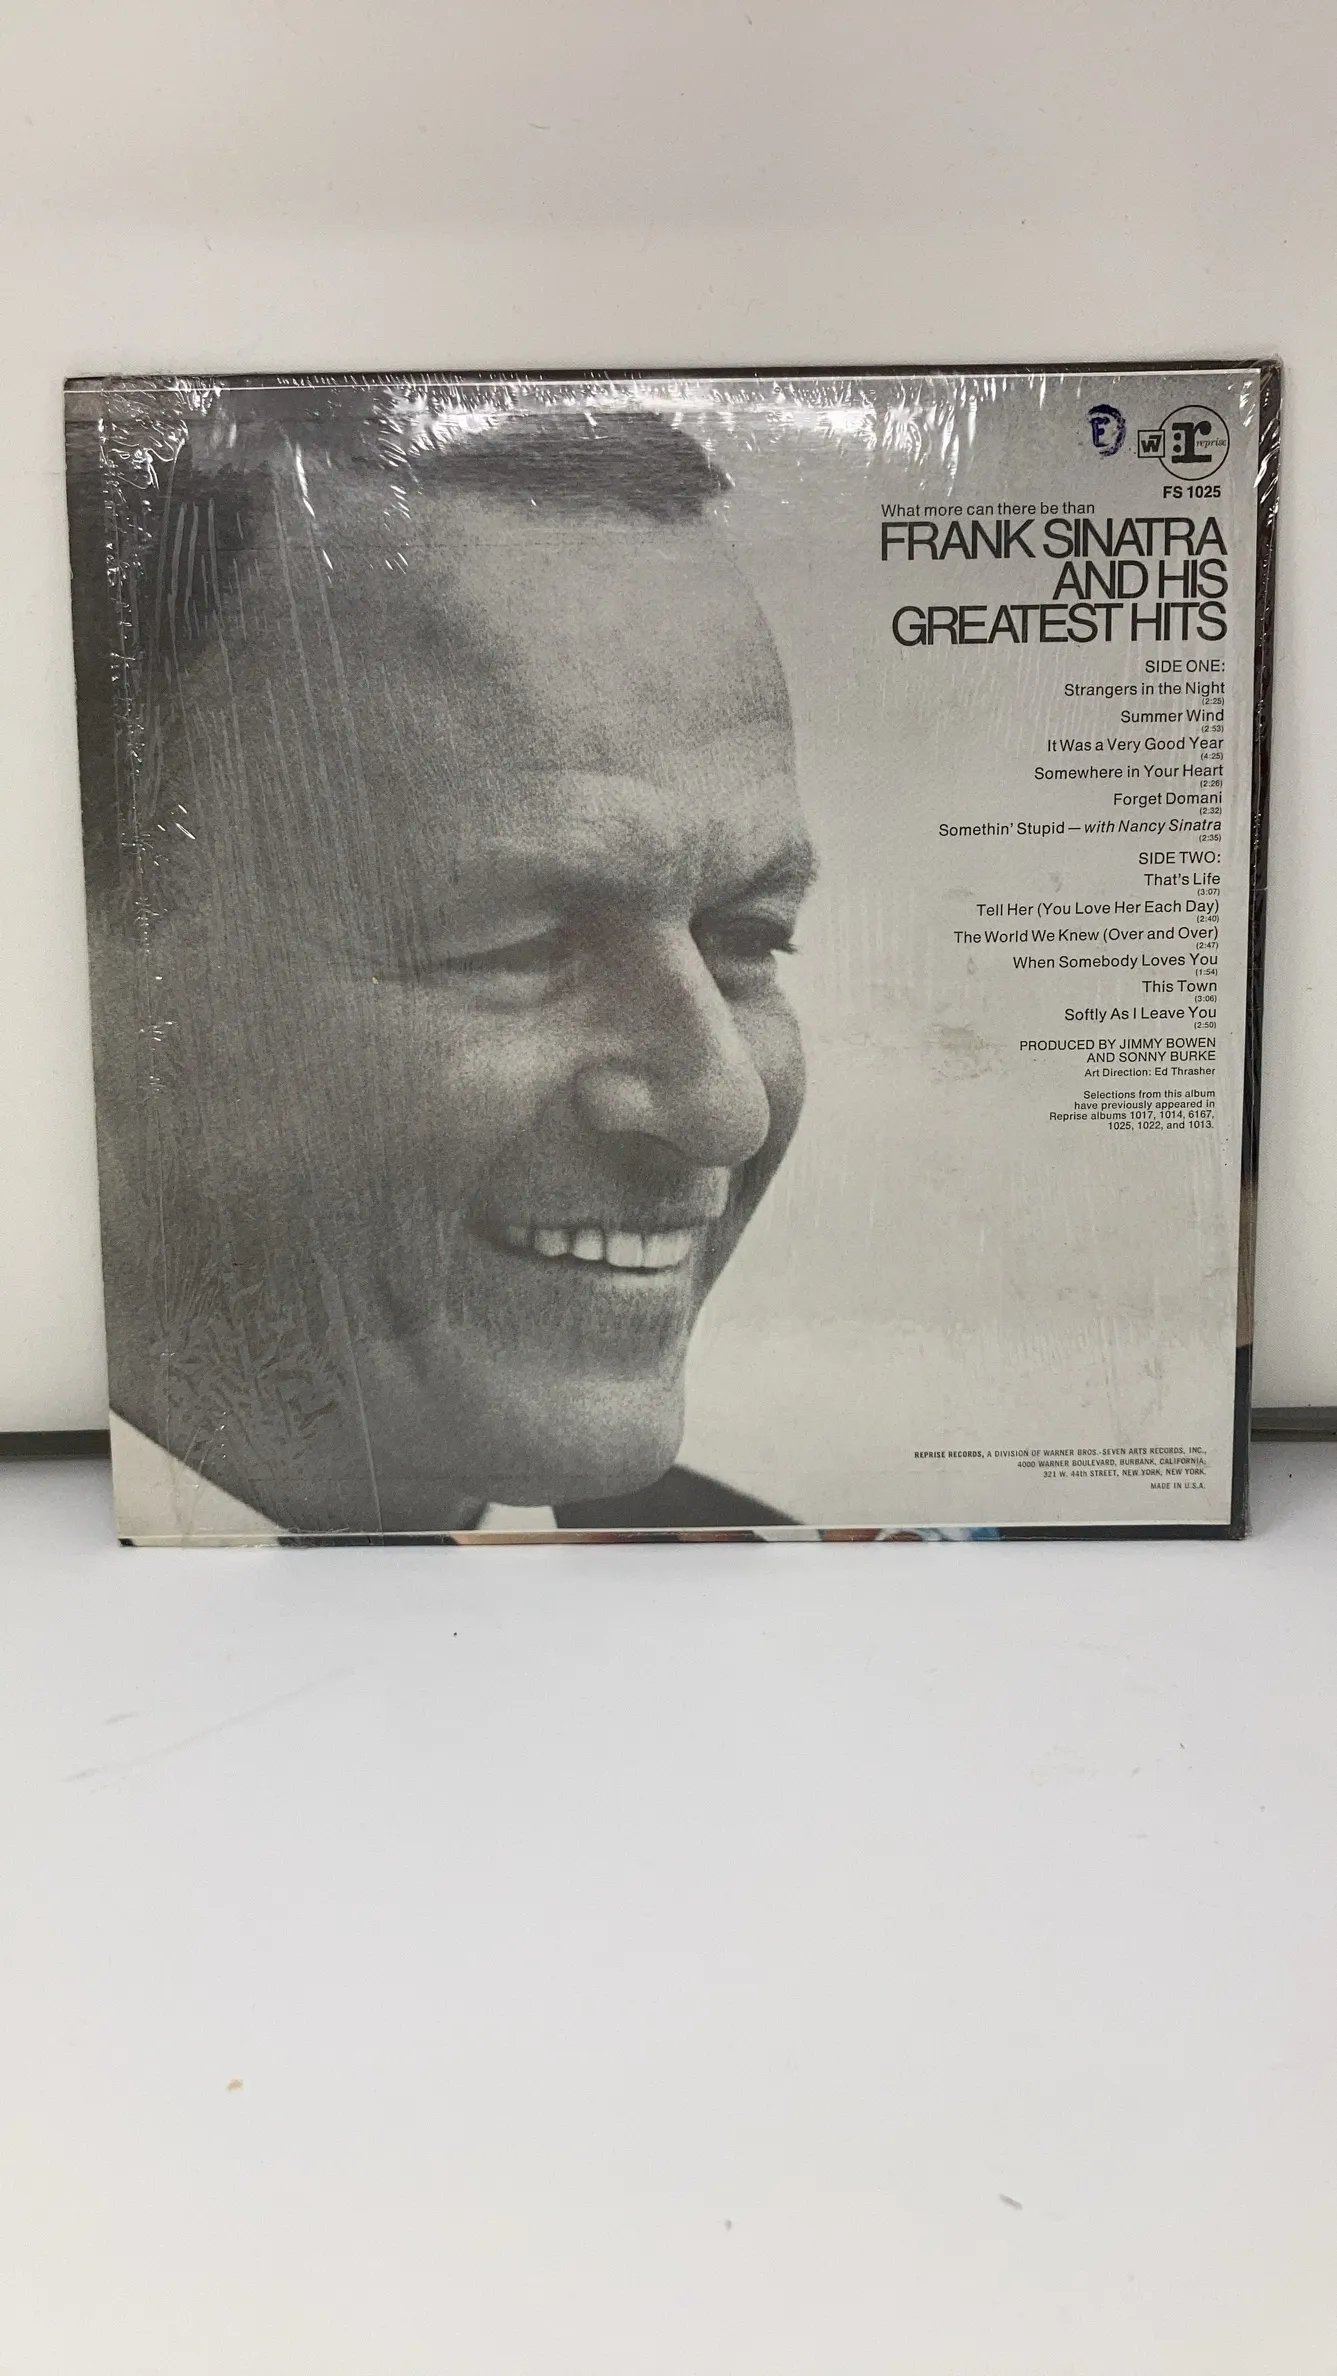 F
W7
r
reprise
FS 1025
What more can there be than
FRANK SINATRA
AND HIS
GREATEST HITS
SIDE ONE:
Strangers in the Night
(2:25)
Summer Wind
(2:53)
It Was a Very Good Year
(4:25)
Somewhere in Your Heart
(2:26)
Forget Domani
(2:32)
Somethin' Stupid — with Nancy Sinatra
(2:35)
SIDE TWO:
That's Life
(3:07)
Tell Her (You Love Her Each Day)
(2:40)
The World We Knew (Over and Over)
(2:47)
When Somebody Loves You
(1:54)
This Town
(3:06)
Softly As I Leave You
(2:50)
PRODUCED BY JIMMY BOWEN
AND SONNY BURKE
Art Direction: Ed Thrasher
Selections from this album
have previously appeared in
Reprise albums 1017, 1014, 6167,
1025, 1022, and 1013.
REPRISE RECORDS, A DIVISION OF WARNER BROS.-SEVEN ARTS RECORDS, INC.,
4000 WARNER BOULEVARD, BURBANK, CALIFORNIA;
321 W. 44th STREET, NEW YORK, NEW YORK.
MADE IN U.S.A.